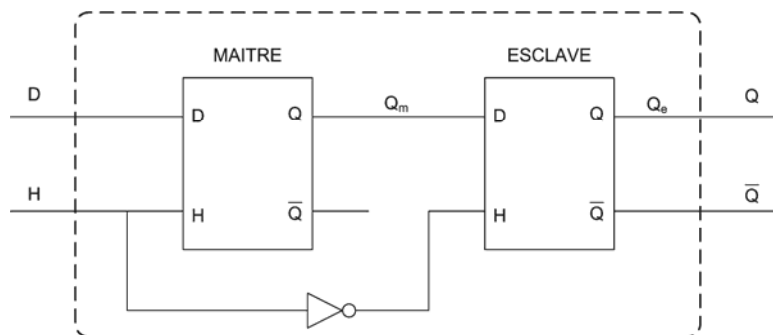 MAITRE ESCLAVE
D D Q Qm D Q Qe Q
H H Q̅ H Q̅ Q̅